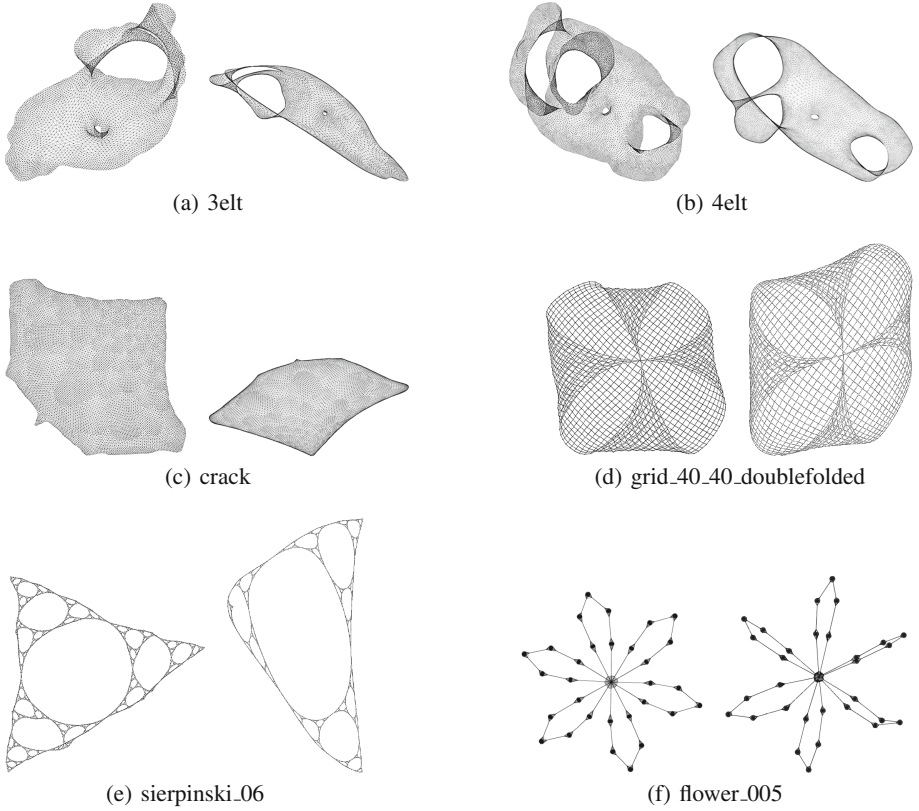 (a) 3elt
(b) 4elt
(c) crack
(d) grid_40_40_doublefolded
(e) sierpinski_06
(f) flower_005